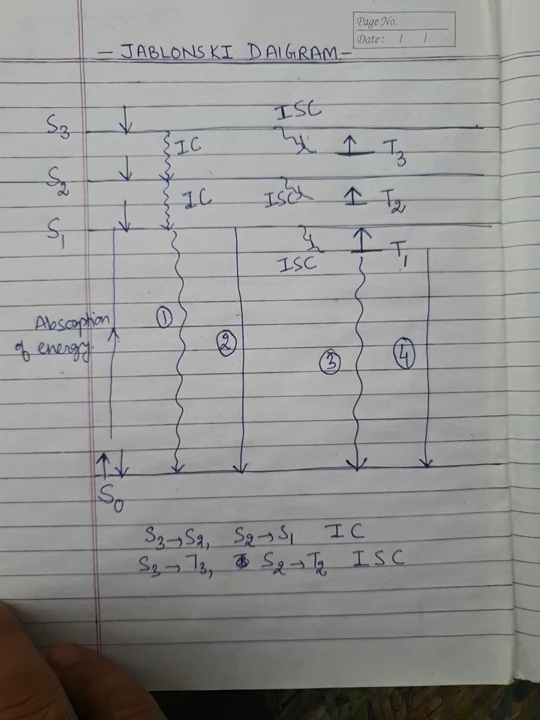 Page No.
Date: / /
- JABLONSKI DAIGRAM -
ISC
S3
IC
T3
S2
IC
ISC
T2
S1
ISC
T1
Absorption
of energy.
①
②
③
④
S0
S3→S2, S2→S1 IC
S3→T3, S2→T2 ISC